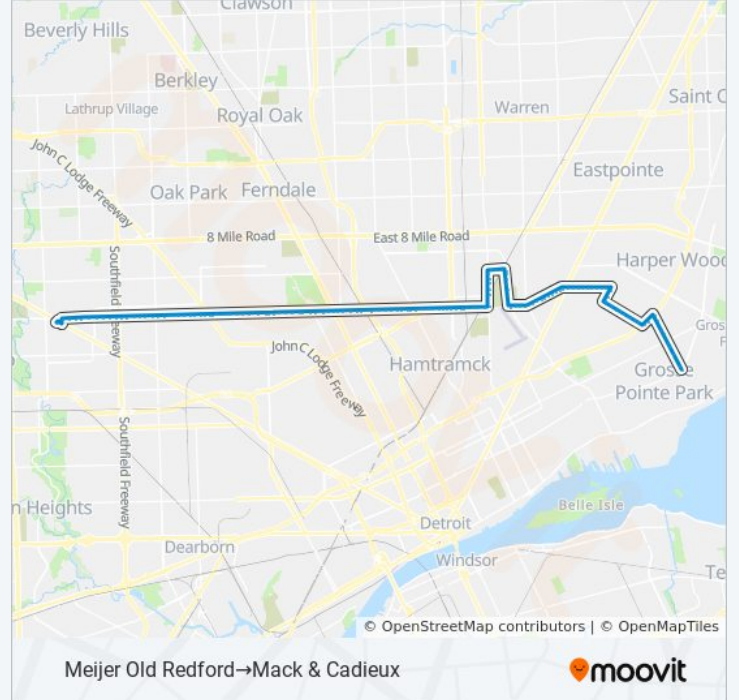 Clawson
Beverly Hills
Berkley
Saint C
Lathrup Village
Royal Oak
Warren
John C Lodge Freeway
Eastpointe
Oak Park
Ferndale
8 Mile Road
East 8 Mile Road
Southfield Freeway
Harper Wood
Gros
F
John C Lodge Freeway
Hamtramck
Grosse
Pointe Park
Southfield Freeway
n Heights
Belle Isle
Detroit
Dearborn
Windsor
Te
© OpenStreetMap contributors | © OpenMapTiles
Meijer Old Redford→Mack & Cadieux
moovit